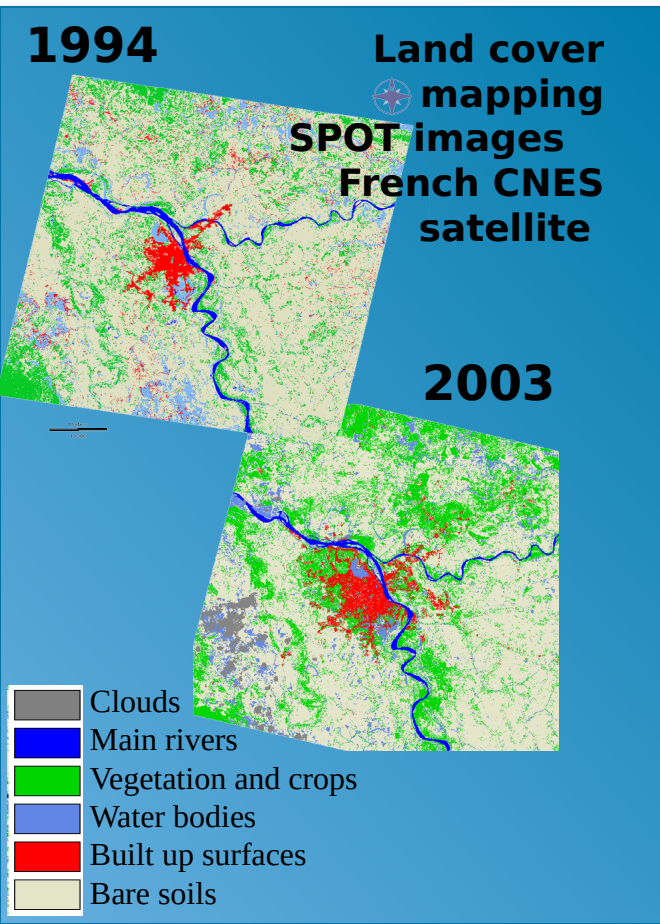 1994
Land cover
mapping
SPOT images
French CNES
satellite
2003
Clouds
Main rivers
Vegetation and crops
Water bodies
Built up surfaces
Bare soils